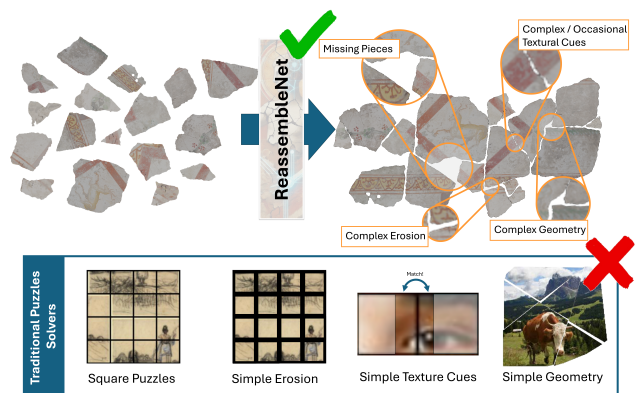 Missing Pieces
Complex / Occasional
Textural Cues
ReassembleNet
Complex Erosion
Complex Geometry
Traditional Puzzles
Solvers
Match!
Square Puzzles
Simple Erosion
Simple Texture Cues
Simple Geometry